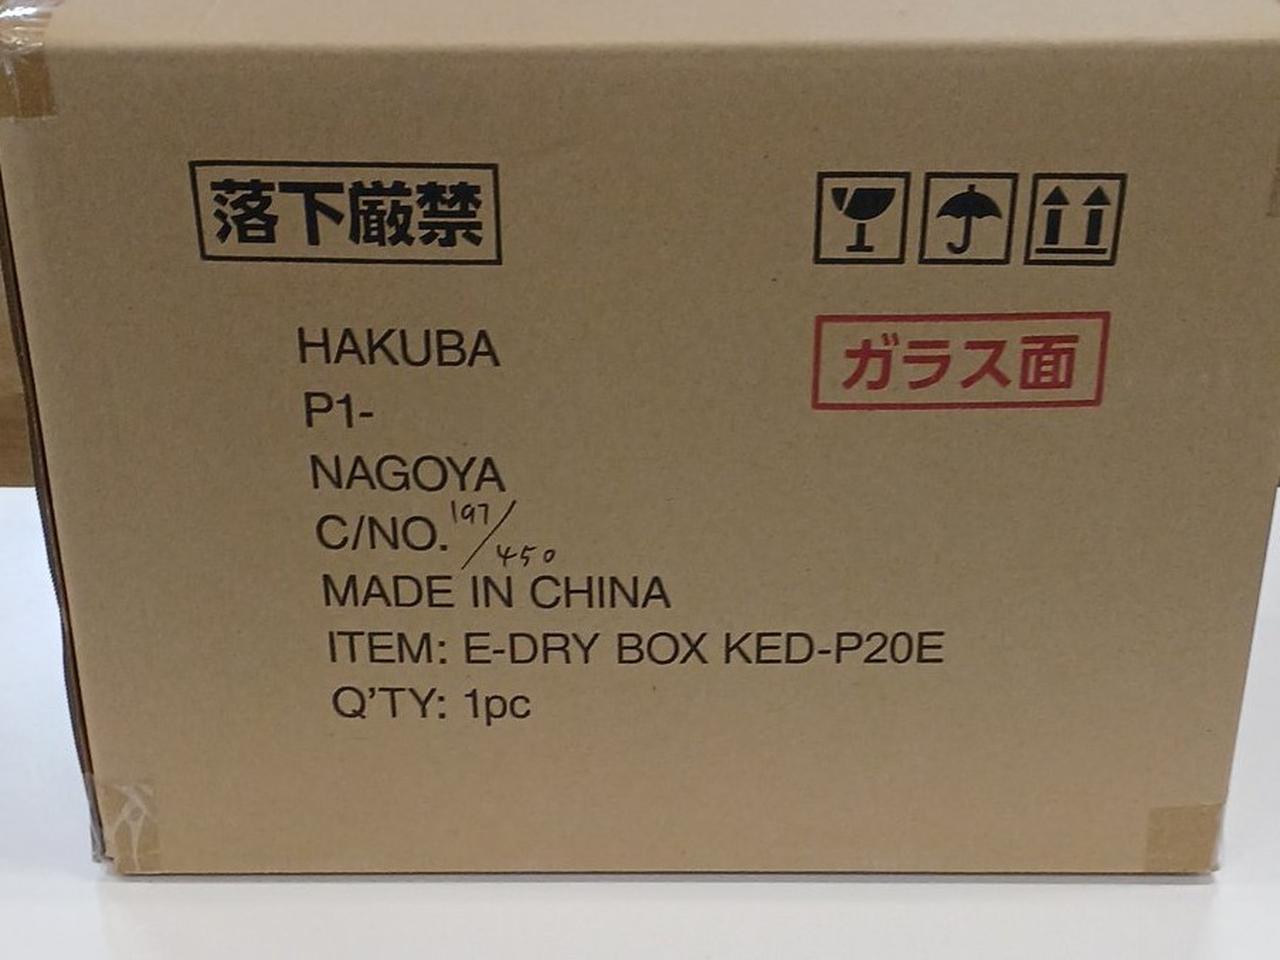 落下厳禁
HAKUBA
P1-
NAGOYA
C/NO. 197/450
MADE IN CHINA
ITEM: E-DRY BOX KED-P20E
Q'TY: 1pc
ガラス面